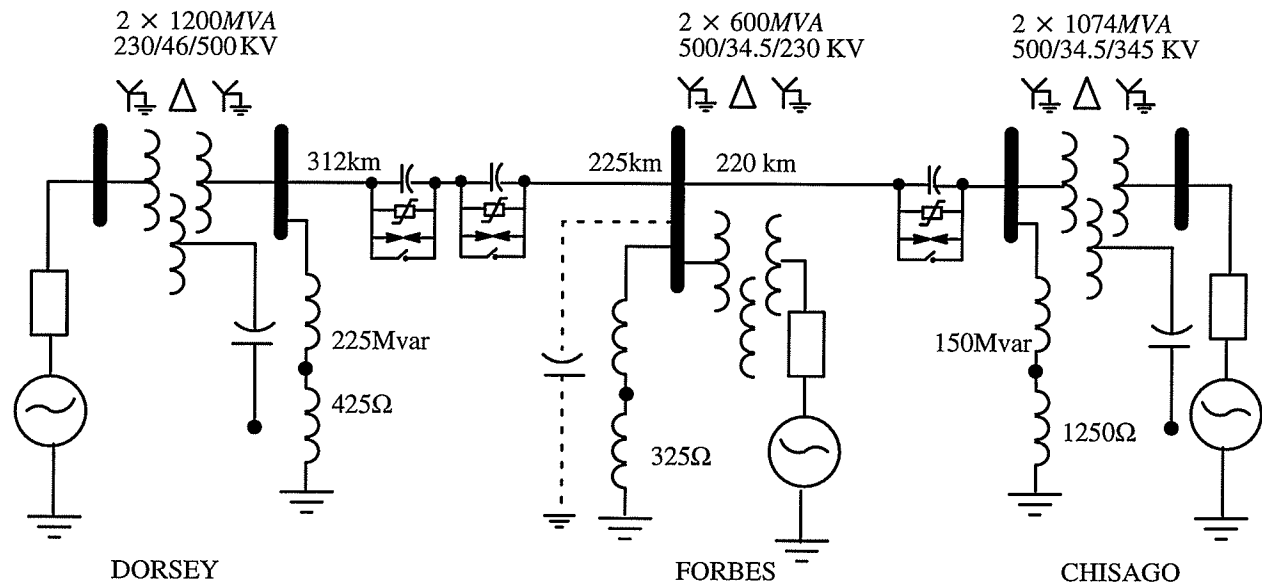 2 × 1200MVA
230/46/500 KV
2 × 600MVA
500/34.5/230 KV
2 × 1074MVA
500/34.5/345 KV
312km
225km
220 km
225Mvar
425Ω
325Ω
150Mvar
1250Ω
DORSEY
FORBES
CHISAGO